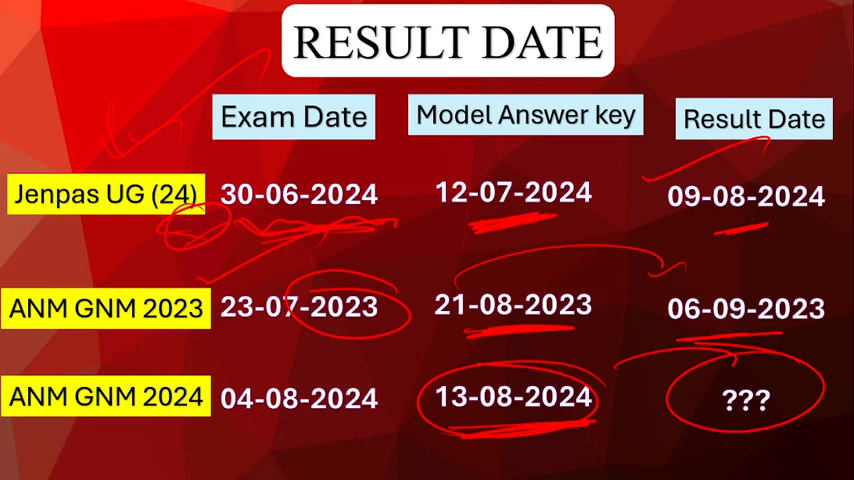 RESULT DATE
Exam Date Model Answer key Result Date
Jenpas UG (24) 30-06-2024 12-07-2024 09-08-2024
ANM GNM 2023 23-07-2023 21-08-2023 06-09-2023
ANM GNM 2024 04-08-2024 13-08-2024 ???